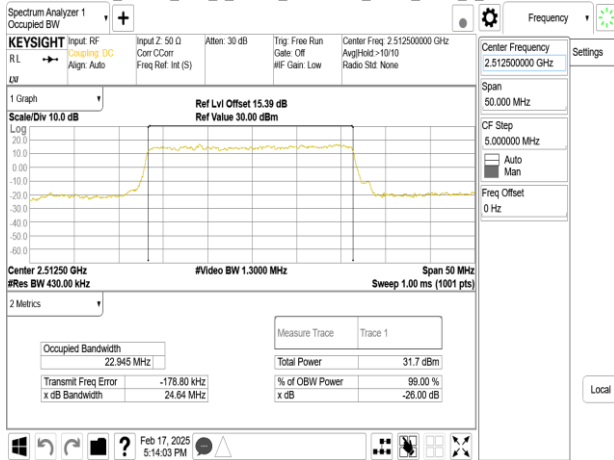 Spectrum Analyzer 1
Occupied BW
Frequency
KEYSIGHT
RL
LXI
Input: RF
Coupling: DC
Align: Auto
Input Z: 50 Ω
Corr CCorr
Freq Ref: Int (S)
Atten: 30 dB
Trig: Free Run
Gate: Off
#IF Gain: Low
Center Freq: 2.512500000 GHz
Avg|Hold:>10/10
Radio Std: None
Center Frequency
2.512500000 GHz
Settings
Span
50.000 MHz
CF Step
5.000000 MHz
Auto
Man
Freq Offset
0 Hz
Local
1 Graph
Scale/Div 10.0 dB
Ref Lvl Offset 15.39 dB
Ref Value 30.00 dBm
Log
20.0
10.0
0.00
-10.0
-20.0
-30.0
-40.0
-50.0
-60.0
Center 2.51250 GHz
#Video BW 1.3000 MHz
Span 50 MHz
#Res BW 430.00 kHz
Sweep 1.00 ms (1001 pts)
2 Metrics
Measure Trace Trace 1
Occupied Bandwidth
22.945 MHz
Total Power 31.7 dBm
Transmit Freq Error -178.80 kHz
% of OBW Power 99.00 %
x dB Bandwidth 24.64 MHz
x dB -26.00 dB
Feb 17, 2025
5:14:03 PM